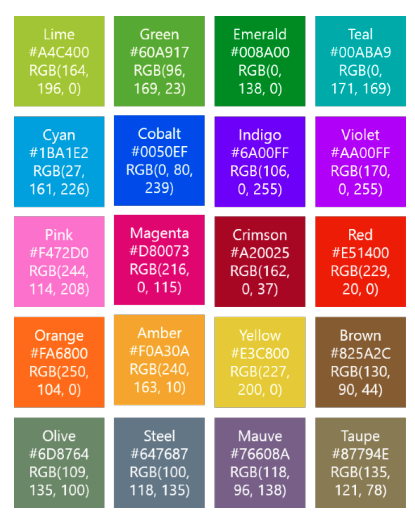 Lime
#A4C400
RGB(164,
196, 0)
Green
#60A917
RGB(96,
169, 23)
Emerald
#008A00
RGB(0,
138, 0)
Teal
#00ABA9
RGB(0,
171, 169)
Cyan
#1BA1E2
RGB(27,
161, 226)
Cobalt
#0050EF
RGB(0, 80,
239)
Indigo
#6A00FF
RGB(106,
0, 255)
Violet
#AA00FF
RGB(170,
0, 255)
Pink
#F472D0
RGB(244,
114, 208)
Magenta
#D80073
RGB(216,
0, 115)
Crimson
#A20025
RGB(162,
0, 37)
Red
#E51400
RGB(229,
20, 0)
Orange
#FA6800
RGB(250,
104, 0)
Amber
#F0A30A
RGB(240,
163, 10)
Yellow
#E3C800
RGB(227,
200, 0)
Brown
#825A2C
RGB(130,
90, 44)
Olive
#6D8764
RGB(109,
135, 100)
Steel
#647687
RGB(100,
118, 135)
Mauve
#76608A
RGB(118,
96, 138)
Taupe
#87794E
RGB(135,
121, 78)